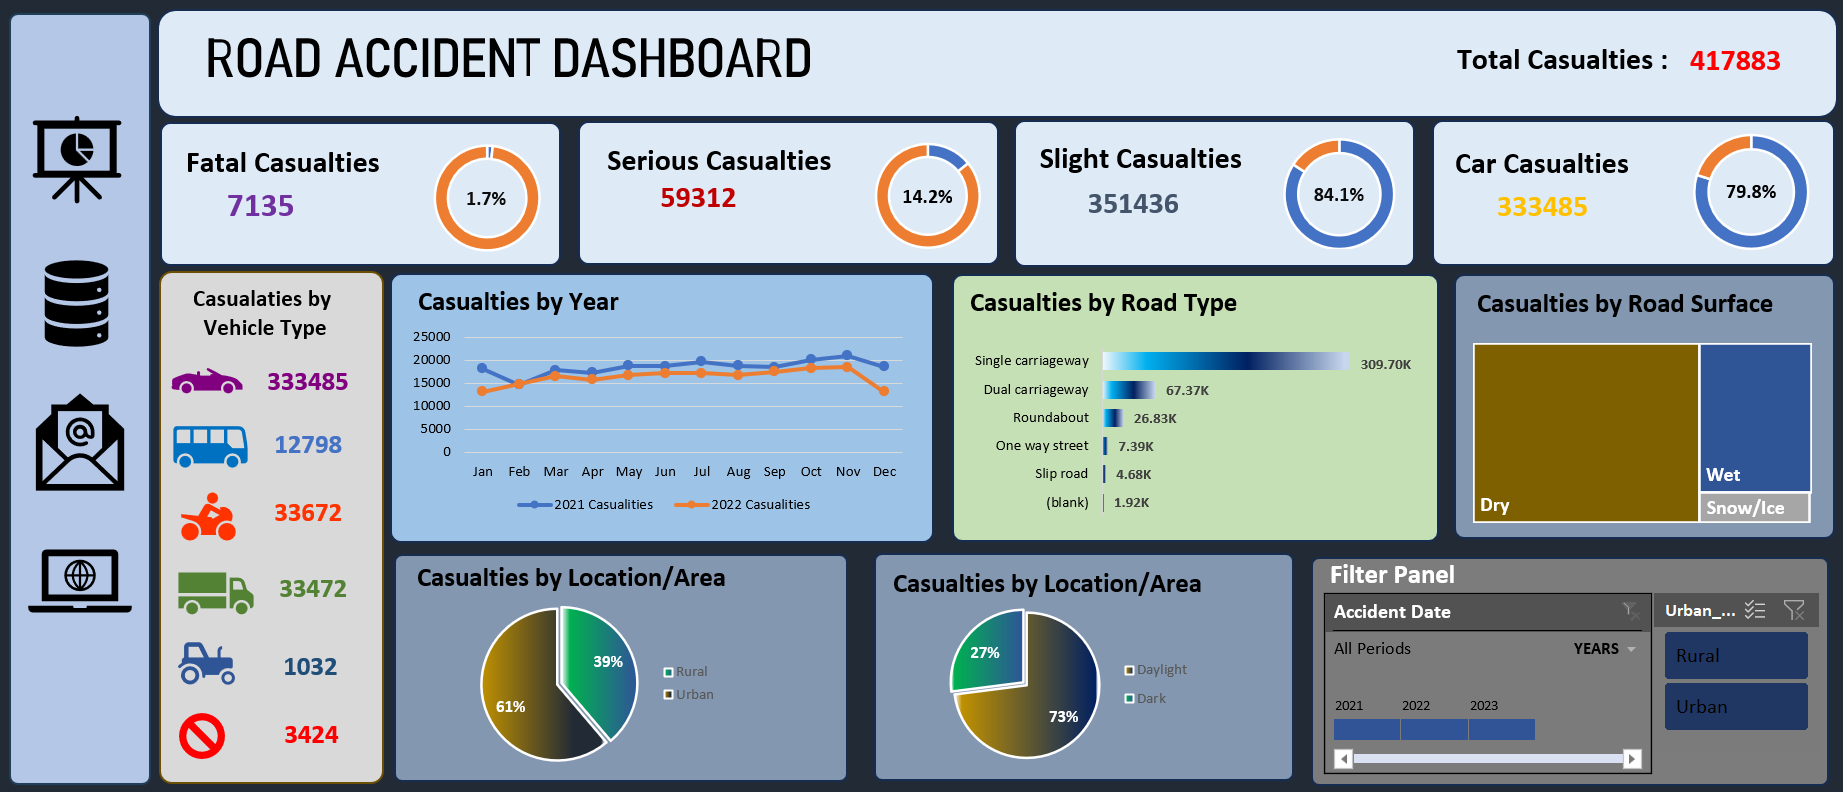 ROAD ACCIDENT DASHBOARD
Total Casualties : 417883
Fatal Casualties
7135
1.7%
Serious Casualties
59312
14.2%
Slight Casualties
351436
84.1%
Car Casualties
333485
79.8%
Casualaties by
Vehicle Type
333485
12798
33672
33472
1032
3424
Casualties by Year
25000
20000
15000
10000
5000
0
Jan Feb Mar Apr May Jun Jul Aug Sep Oct Nov Dec
2021 Casualities 2022 Casualities
Casualties by Road Type
Single carriageway 309.70K
Dual carriageway 67.37K
Roundabout 26.83K
One way street 7.39K
Slip road 4.68K
(blank) 1.92K
Casualties by Road Surface
Dry
Wet
Snow/Ice
Casualties by Location/Area
39%
61%
Rural
Urban
Casualties by Location/Area
27%
73%
Daylight
Dark
Filter Panel
Accident Date
All Periods YEARS
2021 2022 2023
Urban_...
Rural
Urban